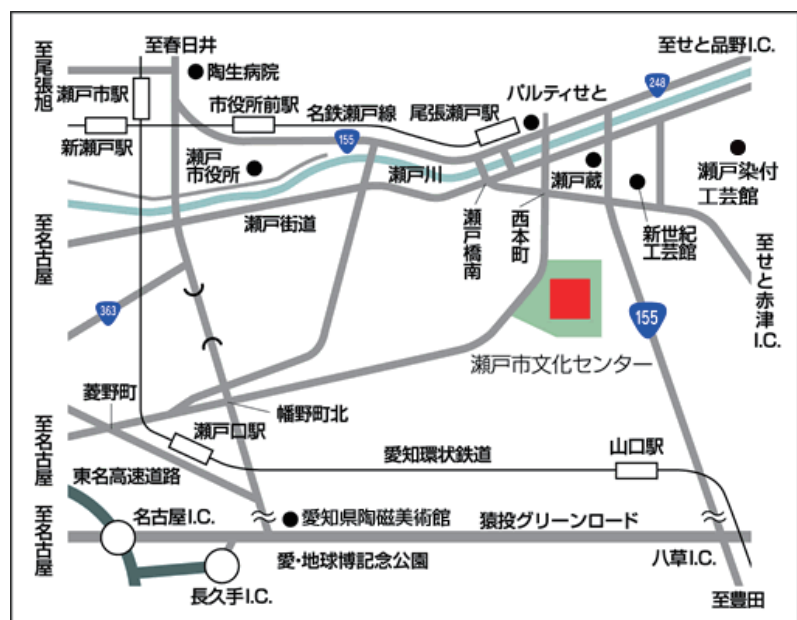 至春日井
至せと品野I.C.
至尾張旭
陶生病院
瀬戸市駅
市役所前駅
名鉄瀬戸線
尾張瀬戸駅
パルティせと
248
新瀬戸駅
155
瀬戸
市役所
瀬戸川
瀬戸蔵
瀬戸染付
工芸館
瀬戸街道
瀬戸橋南
西本町
新世紀
工芸館
至名古屋
至せと赤津I.C.
363
155
瀬戸市文化センター
菱野町
幡野町北
瀬戸口駅
至名古屋
愛知環状鉄道
山口駅
東名高速道路
至名古屋
名古屋I.C.
愛知県陶磁美術館
猿投グリーンロード
愛・地球博記念公園
八草I.C.
長久手I.C.
至豊田